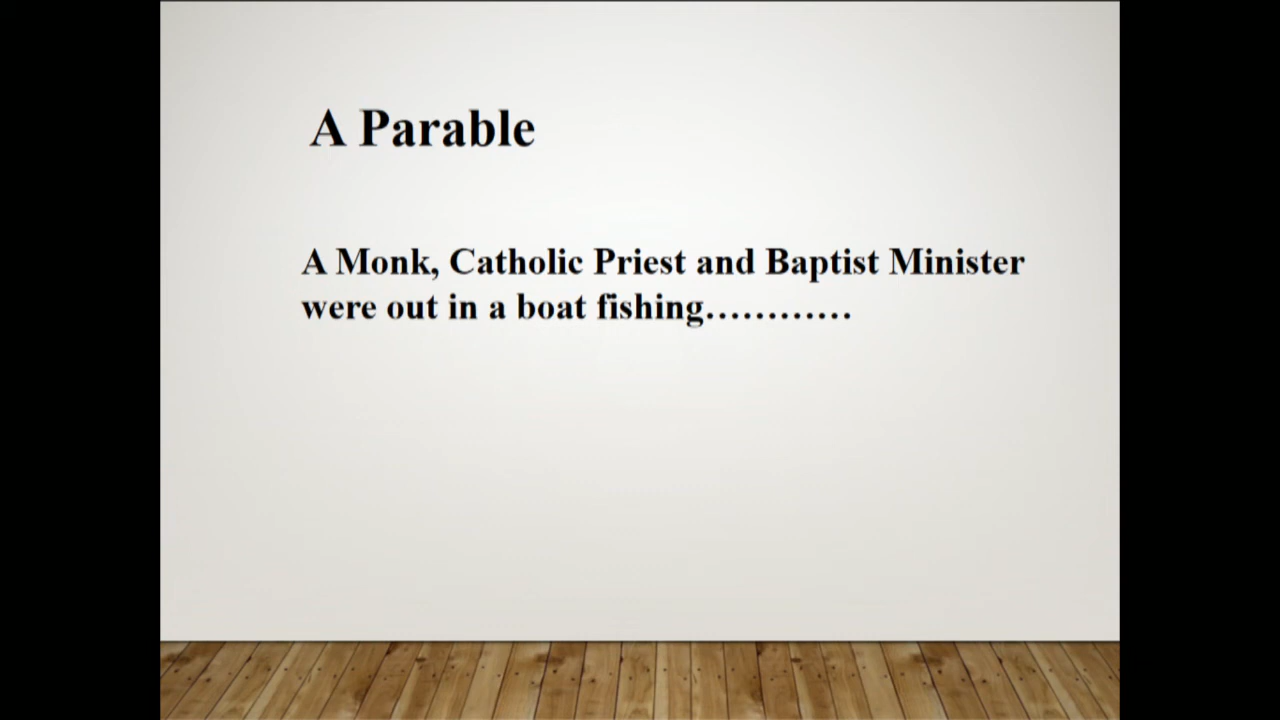 A Parable
A Monk, Catholic Priest and Baptist Minister
were out in a boat fishing…………